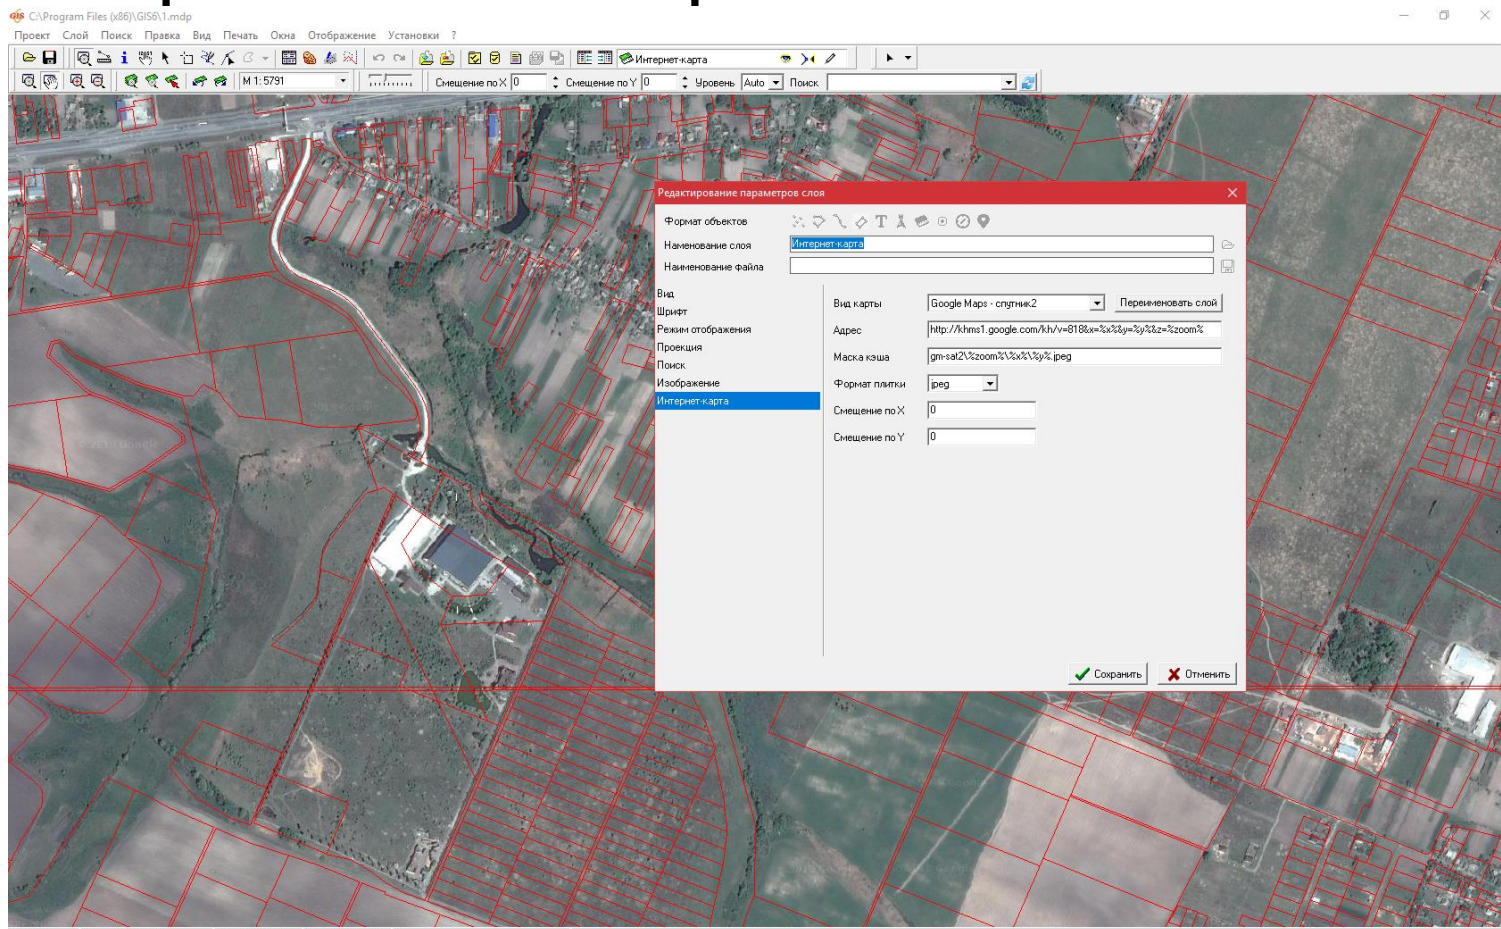 C:\Program Files (x86)\GIS6\1.mdp
Проект Слой Поиск Правка Вид Печать Окна Отображение Установки ?
Интернет-карта
М 1: 5791
Смещение по X 0 Смещение по Y 0 Уровень Auto Поиск
Редактирование параметров слоя
Формат объектов
Наменование слоя Интернет-карта
Наименование файла
Вид
Шрифт
Режим отображения
Проекция
Поиск
Изображение
Интернет-карта
Вид карты Google Maps - спутник2 Переименовать слой
Адрес http://khms1.google.com/kh/v=818&x=%x%&y=%y%&z=%zoom%
Маска кэша gm-sat2\%zoom%\%x%\%y%.jpeg
Формат плитки jpeg
Смещение по X 0
Смещение по Y 0
Сохранить Отменить